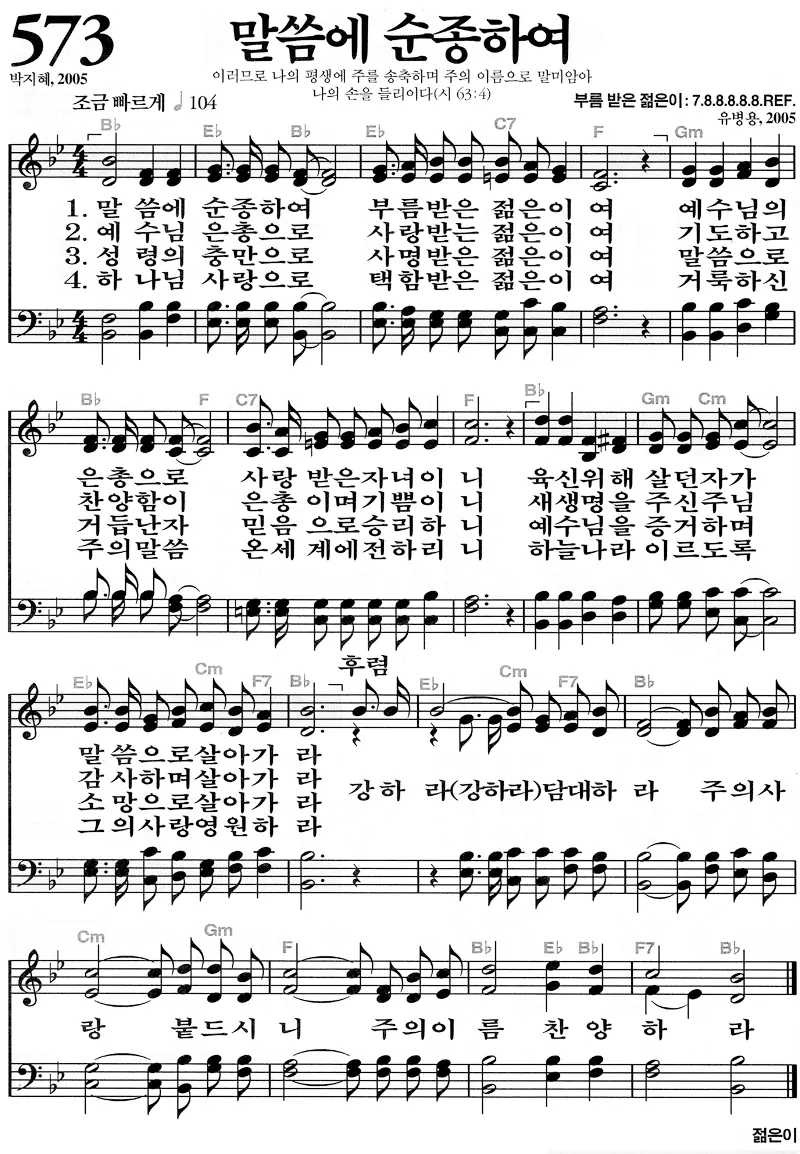 573
말씀에 순종하여
박지혜, 2005
이러므로 나의 평생에 주를 송축하며 주의 이름으로 말미암아
나의 손을 들리이다(시 63:4)
조금 빠르게 ♩ 104
부름 받은 젊은이 : 7.8.8.8.8.8.REF.
유병용, 2005
B♭ E♭ B♭ E♭ C7 F Gm
1. 말 씀에 순종하여 부름받은 젊은이 여 예수님의
2. 예 수님 은총으로 사랑받는 젊은이 여 기도하고
3. 성 령의 충만으로 사명받은 젊은이 여 말씀으로
4. 하 나님 사랑으로 택함받은 젊은이 여 거룩하신
B♭ F C7 F B♭ Gm Cm
은총으로 사랑 받은자녀이 니 육신위해 살던자가
찬양함이 은총 이며기쁨이 니 새생명을 주신주님
거듭난자 믿음 으로승리하 니 예수님을 증거하며
주의말씀 온세 계에전하리 니 하늘나라 이르도록
후렴
E♭ Cm F7 B♭ E♭ Cm F7 B♭
말 씀으로살아가 라
감 사하며살아가 라
소 망으로살아가 라
그 의사랑영원하 라
강하 라(강하라)담대하 라 주의사
Cm Gm F B♭ E♭ B♭ F7 B♭
랑 붙드시 니 주의이 름 찬 양 하 라
젊은이